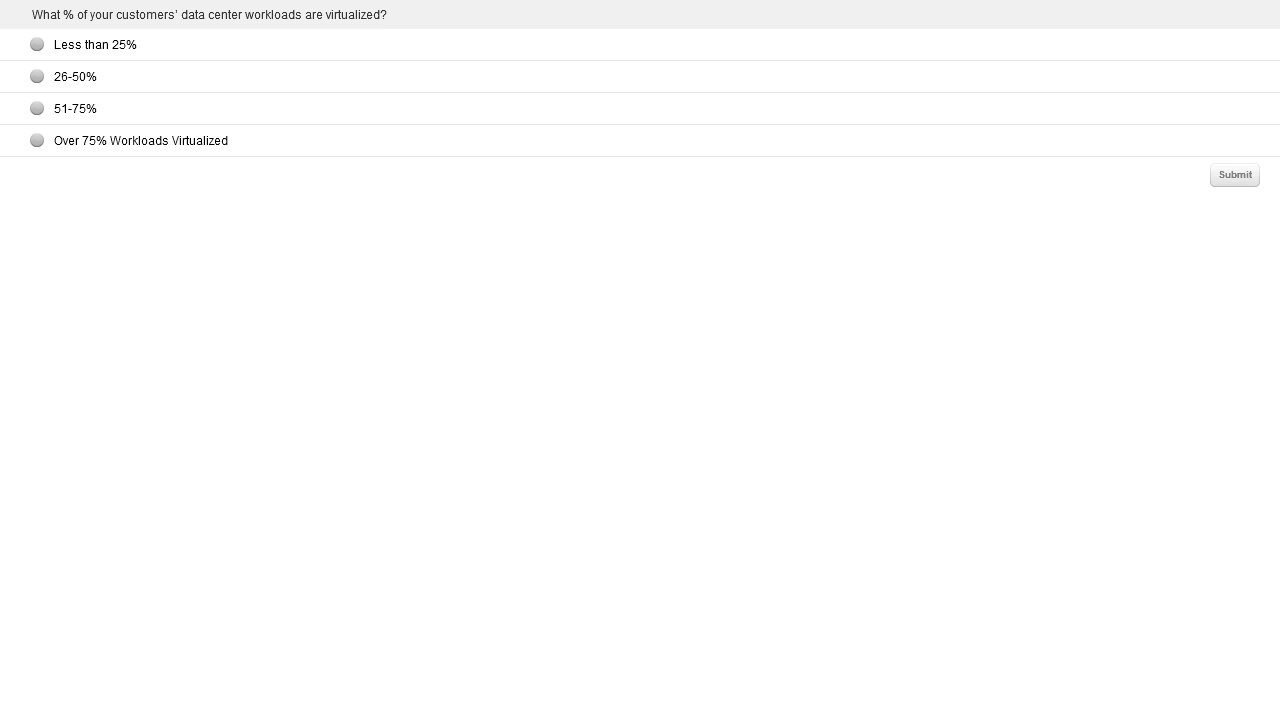 What % of your customers’ data center workloads are virtualized?
Less than 25%
26-50%
51-75%
Over 75% Workloads Virtualized
Submit